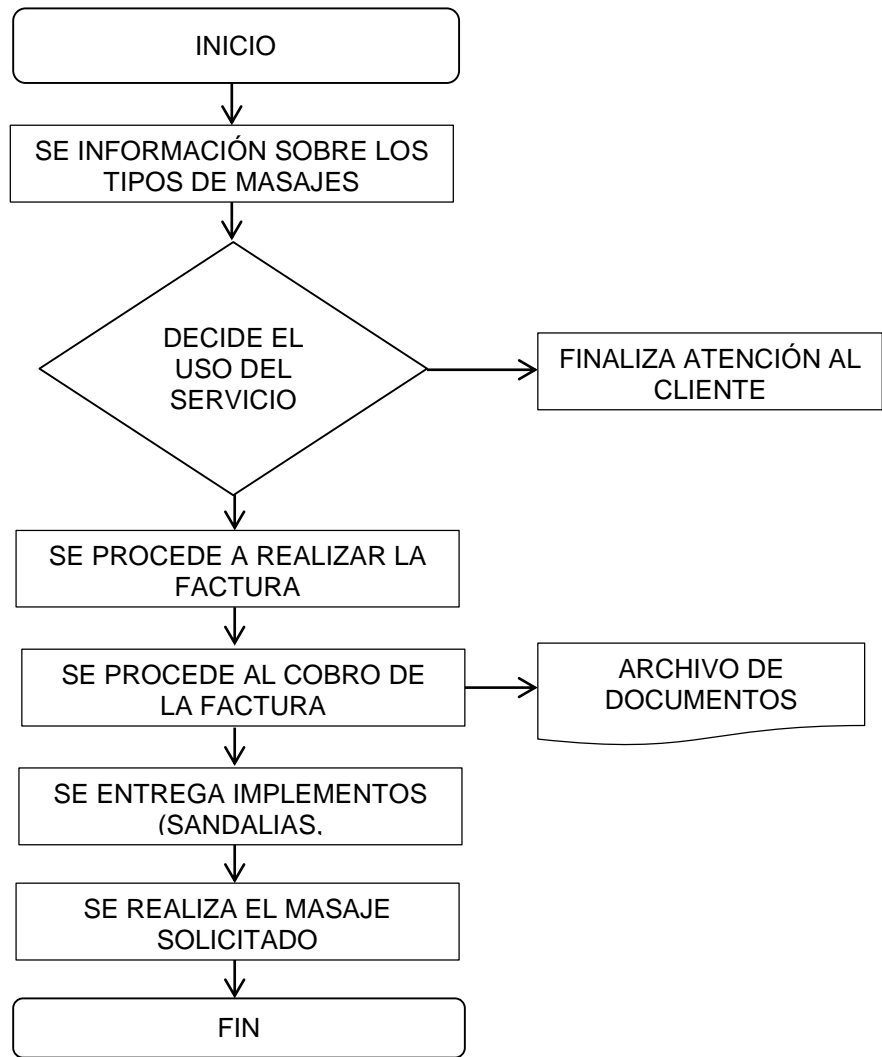 INICIO
SE INFORMACIÓN SOBRE LOS
TIPOS DE MASAJES
DECIDE EL
USO DEL
SERVICIO
FINALIZA ATENCIÓN AL
CLIENTE
SE PROCEDE A REALIZAR LA
FACTURA
SE PROCEDE AL COBRO DE
LA FACTURA
ARCHIVO DE
DOCUMENTOS
SE ENTREGA IMPLEMENTOS
(SANDALIAS,
SE REALIZA EL MASAJE
SOLICITADO
FIN